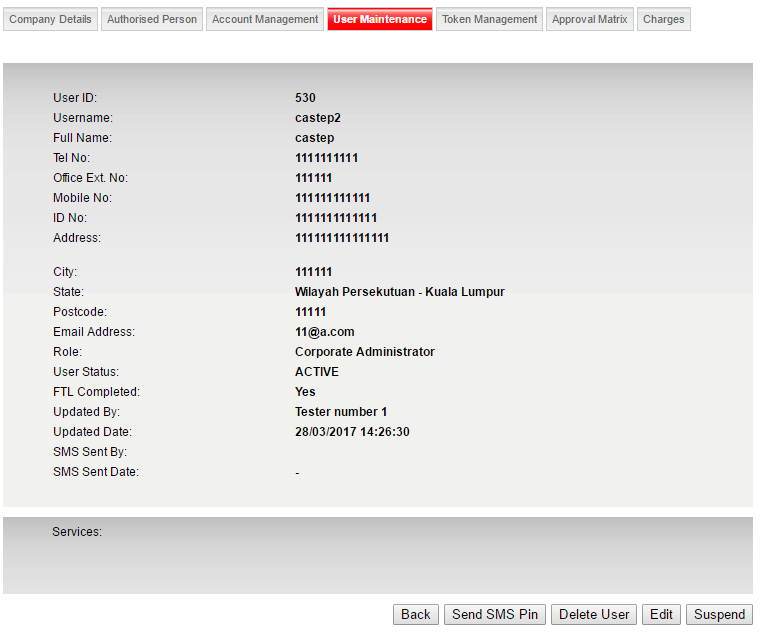 Company Details Authorised Person Account Management User Maintenance Token Management Approval Matrix Charges
User ID: 530
Username: castep2
Full Name: castep
Tel No: 1111111111
Office Ext. No: 111111
Mobile No: 111111111111
ID No: 1111111111111
Address: 111111111111111
City: 111111
State: Wilayah Persekutuan - Kuala Lumpur
Postcode: 11111
Email Address: 11@a.com
Role: Corporate Administrator
User Status: ACTIVE
FTL Completed: Yes
Updated By: Tester number 1
Updated Date: 28/03/2017 14:26:30
SMS Sent By:
SMS Sent Date: -
Services:
Back Send SMS Pin Delete User Edit Suspend